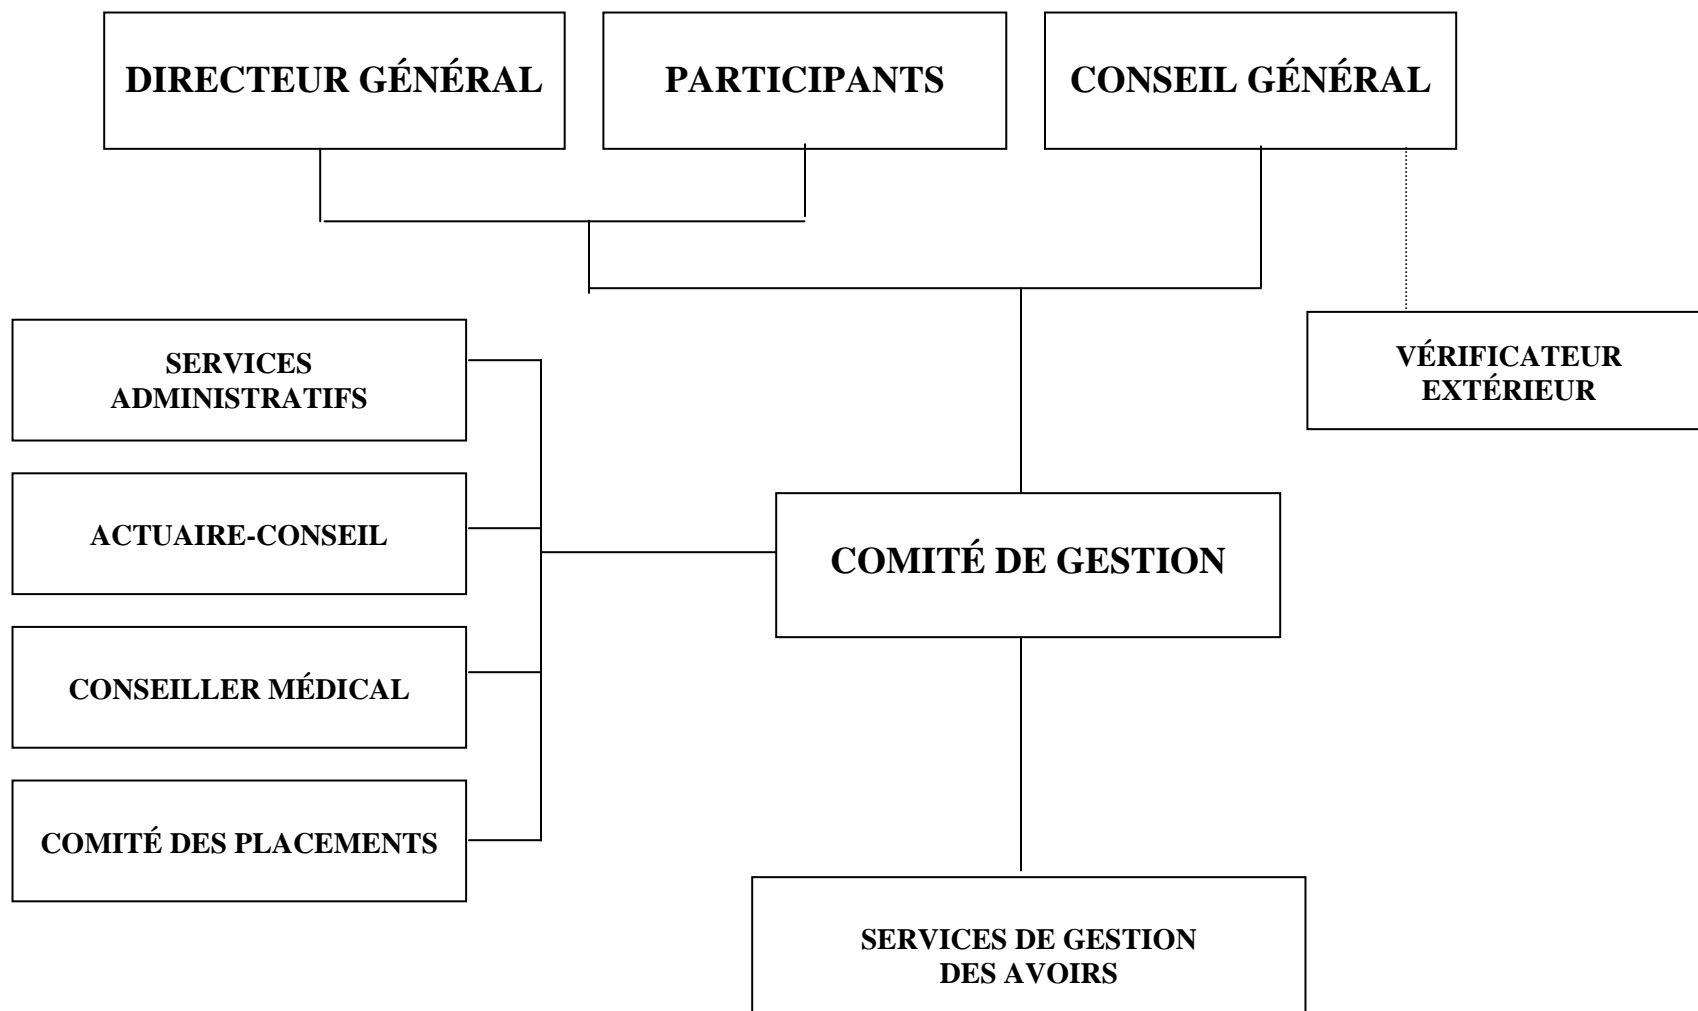 DIRECTEUR GÉNÉRAL
PARTICIPANTS
CONSEIL GÉNÉRAL
VÉRIFICATEUR
EXTÉRIEUR
SERVICES
ADMINISTRATIFS
ACTUAIRE-CONSEIL
COMITÉ DE GESTION
CONSEILLER MÉDICAL
COMITÉ DES PLACEMENTS
SERVICES DE GESTION
DES AVOIRS